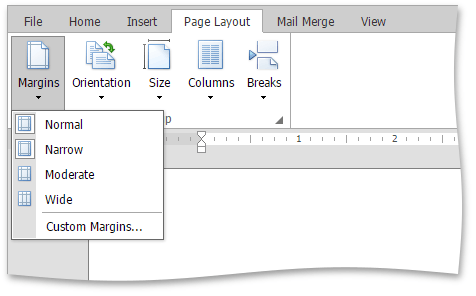 File Home Insert Page Layout Mail Merge View
Margins Orientation Size Columns Breaks
Normal
1 2
Narrow
Moderate
Wide
Custom Margins...